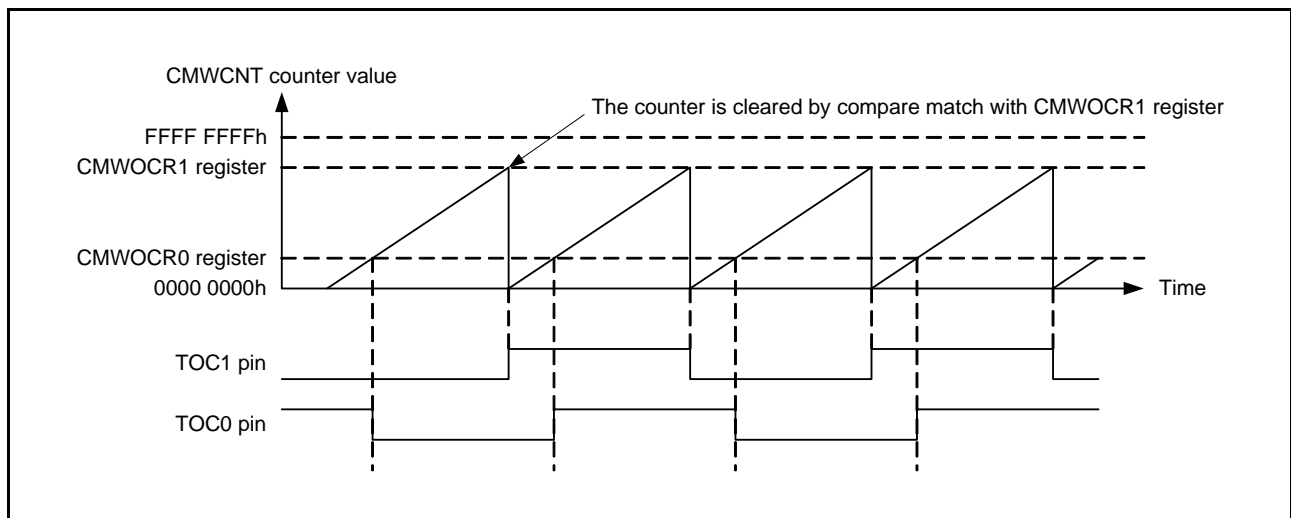 CMWCNT counter value
The counter is cleared by compare match with CMWOCR1 register
FFFF FFFFh
CMWOCR1 register
CMWOCR0 register
0000 0000h
Time
TOC1 pin
TOC0 pin